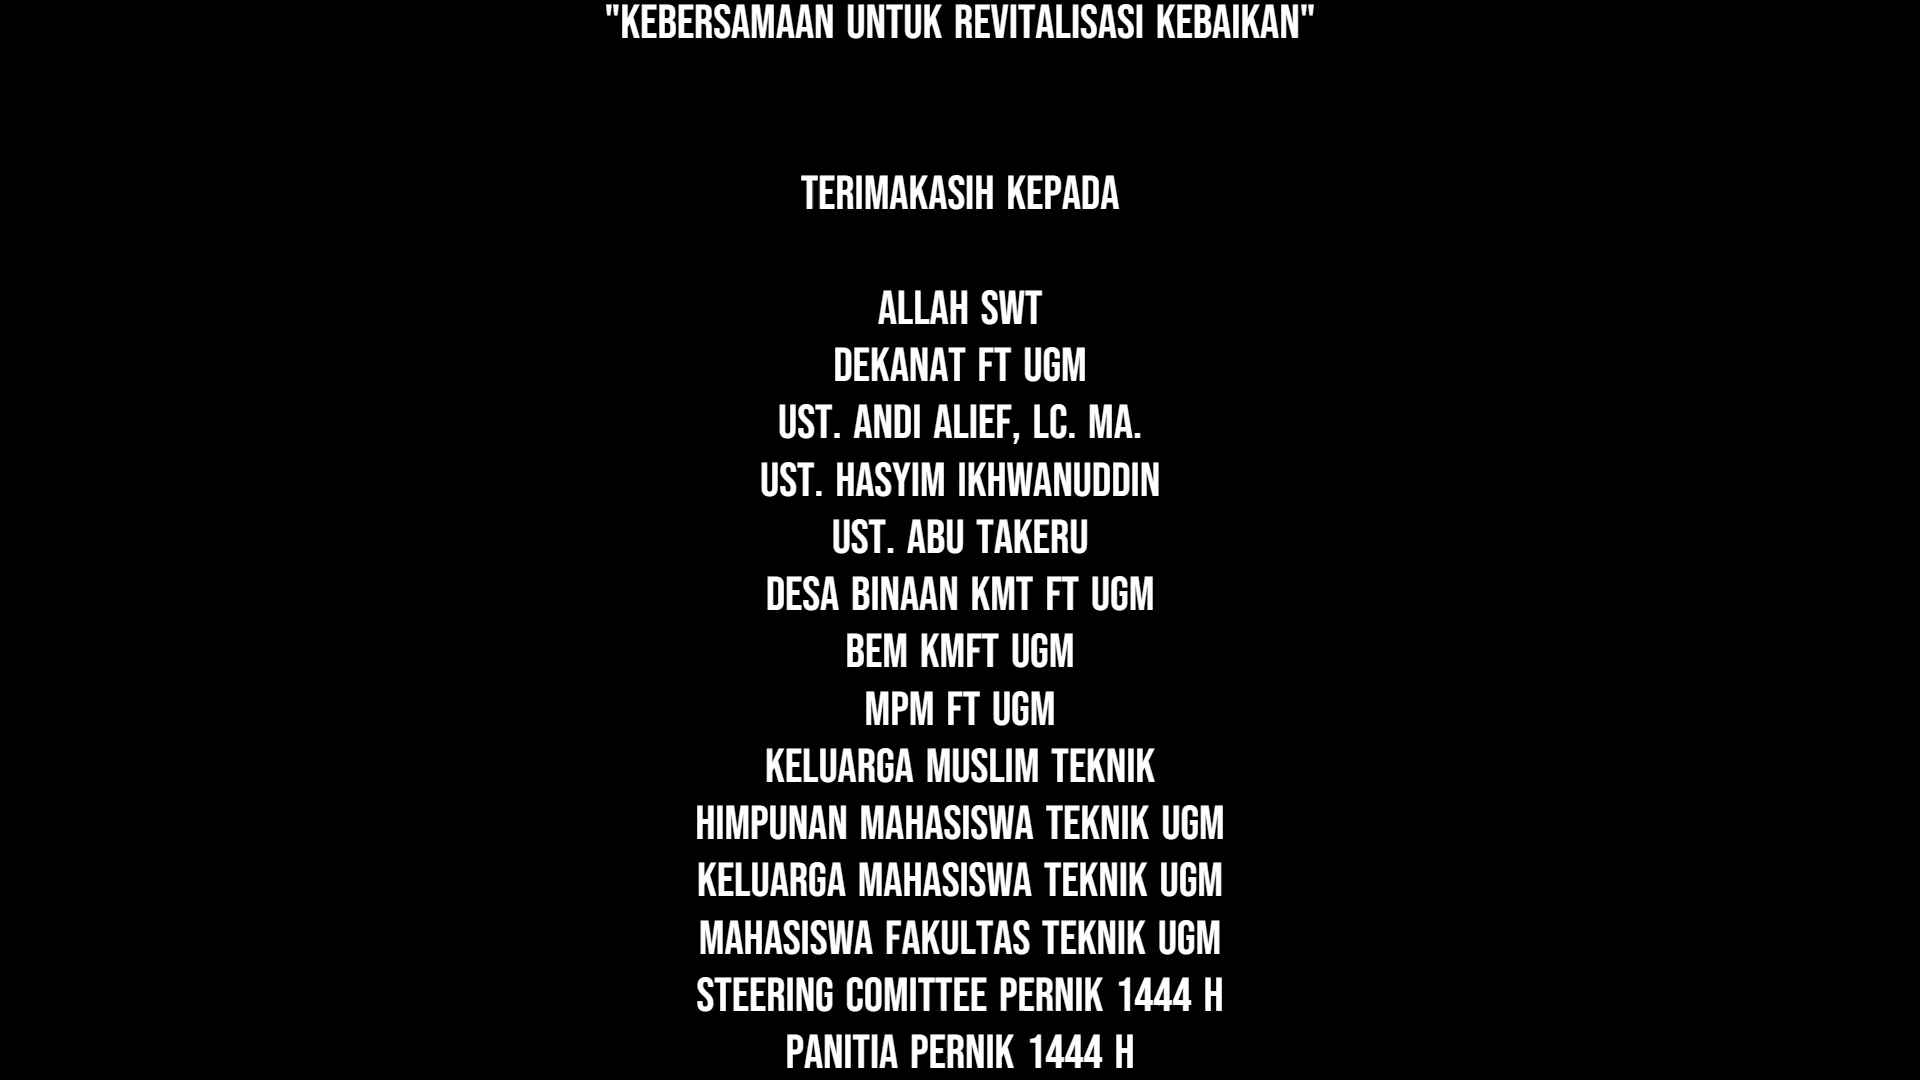 "KEBERSAMAAN UNTUK REVITALISASI KEBAIKAN"
TERIMAKASIH KEPADA
ALLAH SWT
DEKANAT FT UGM
UST. ANDI ALIEF, LC. MA.
UST. HASYIM IKHWANUDDIN
UST. ABU TAKERU
DESA BINAAN KMT FT UGM
BEM KMFT UGM
MPM FT UGM
KELUARGA MUSLIM TEKNIK
HIMPUNAN MAHASISWA TEKNIK UGM
KELUARGA MAHASISWA TEKNIK UGM
MAHASISWA FAKULTAS TEKNIK UGM
STEERING COMITTEE PERNIK 1444 H
PANITIA PERNIK 1444 H